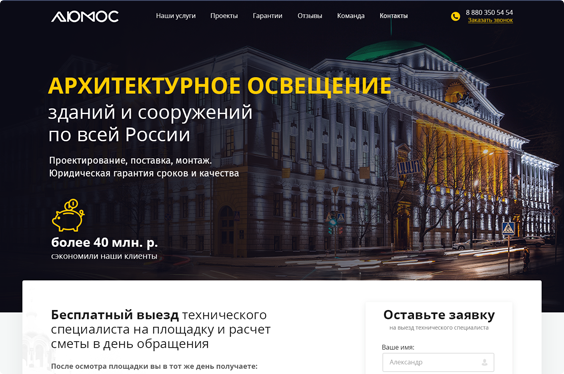 ЛЮМОС
Наши услуги Проекты Гарантии Отзывы Команда Контакты
8 880 350 54 54
Заказать звонок
АРХИТЕКТУРНОЕ ОСВЕЩЕНИЕ
зданий и сооружений
по всей России
Проектирование, поставка, монтаж.
Юридическая гарантия сроков и качества
более 40 млн. р.
сэкономили наши клиенты
Бесплатный выезд технического
специалиста на площадку и расчет
сметы в день обращения
После осмотра площадки вы в тот же день получаете:
Оставьте заявку
на выезд технического специалиста
Ваше имя:
Александр